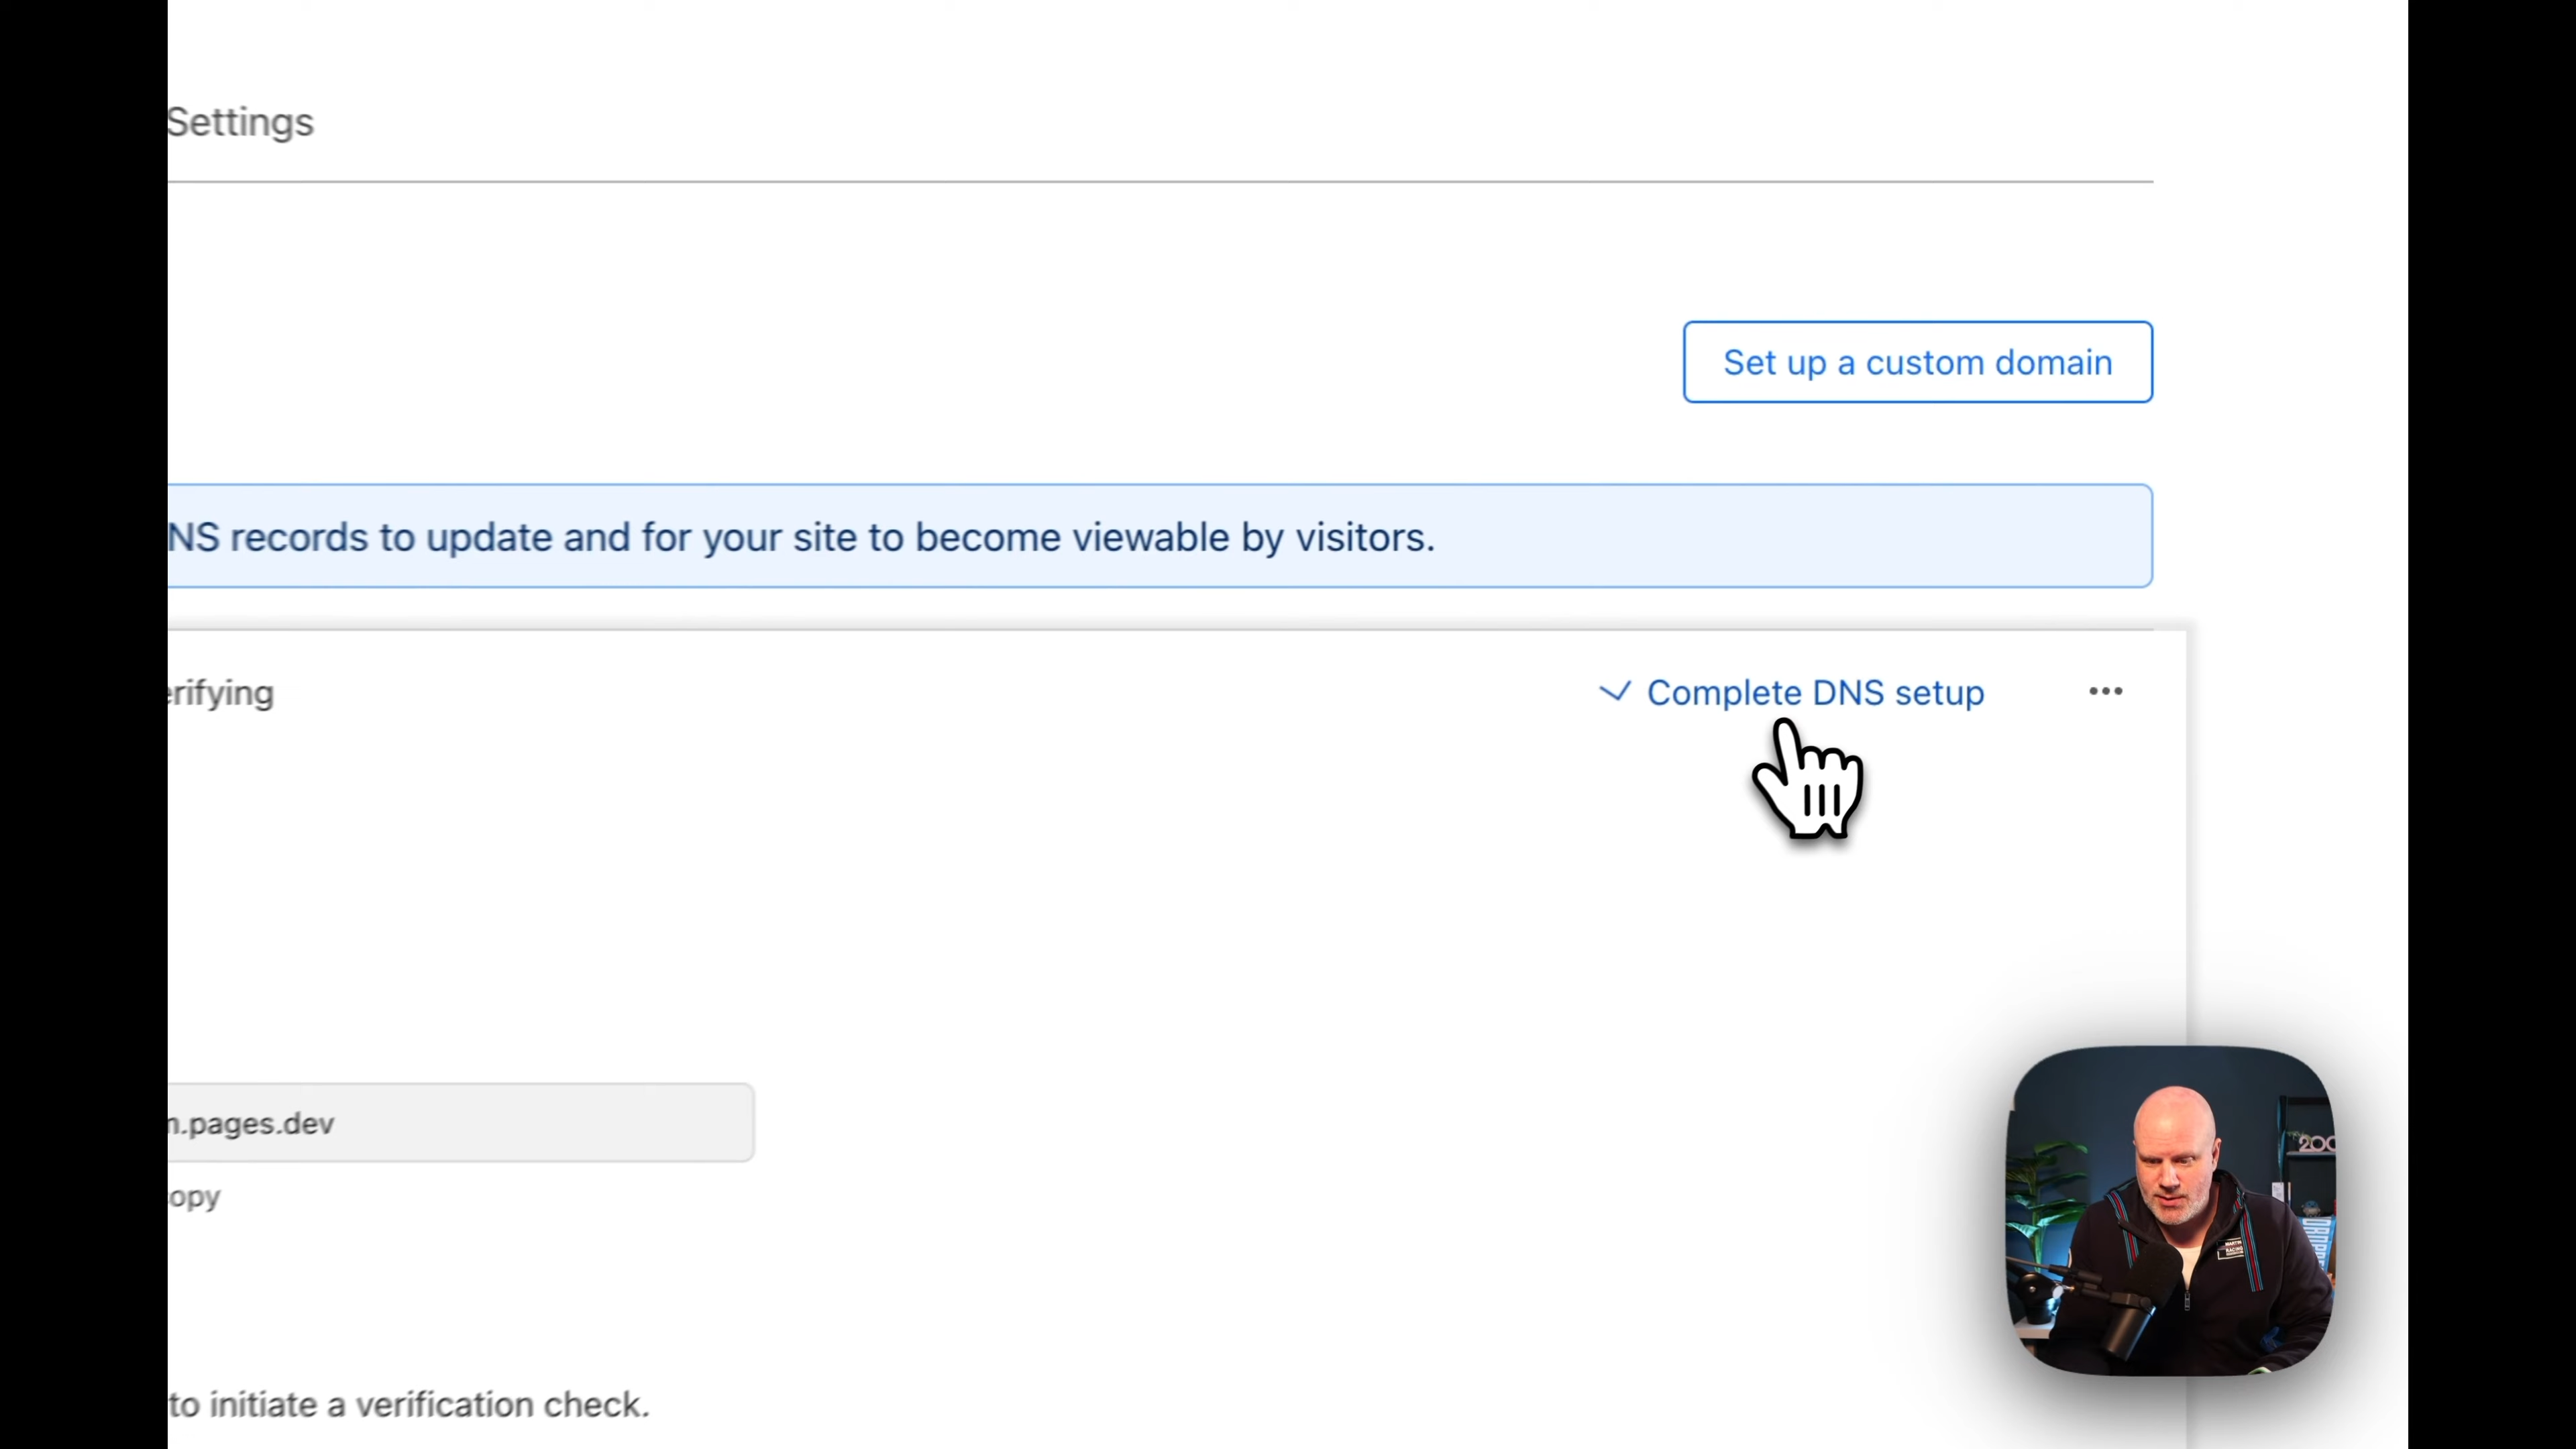 Settings
Set up a custom domain
NS records to update and for your site to become viewable by visitors.
erifying
Complete DNS setup
n.pages.dev
opy
to initiate a verification check.
200